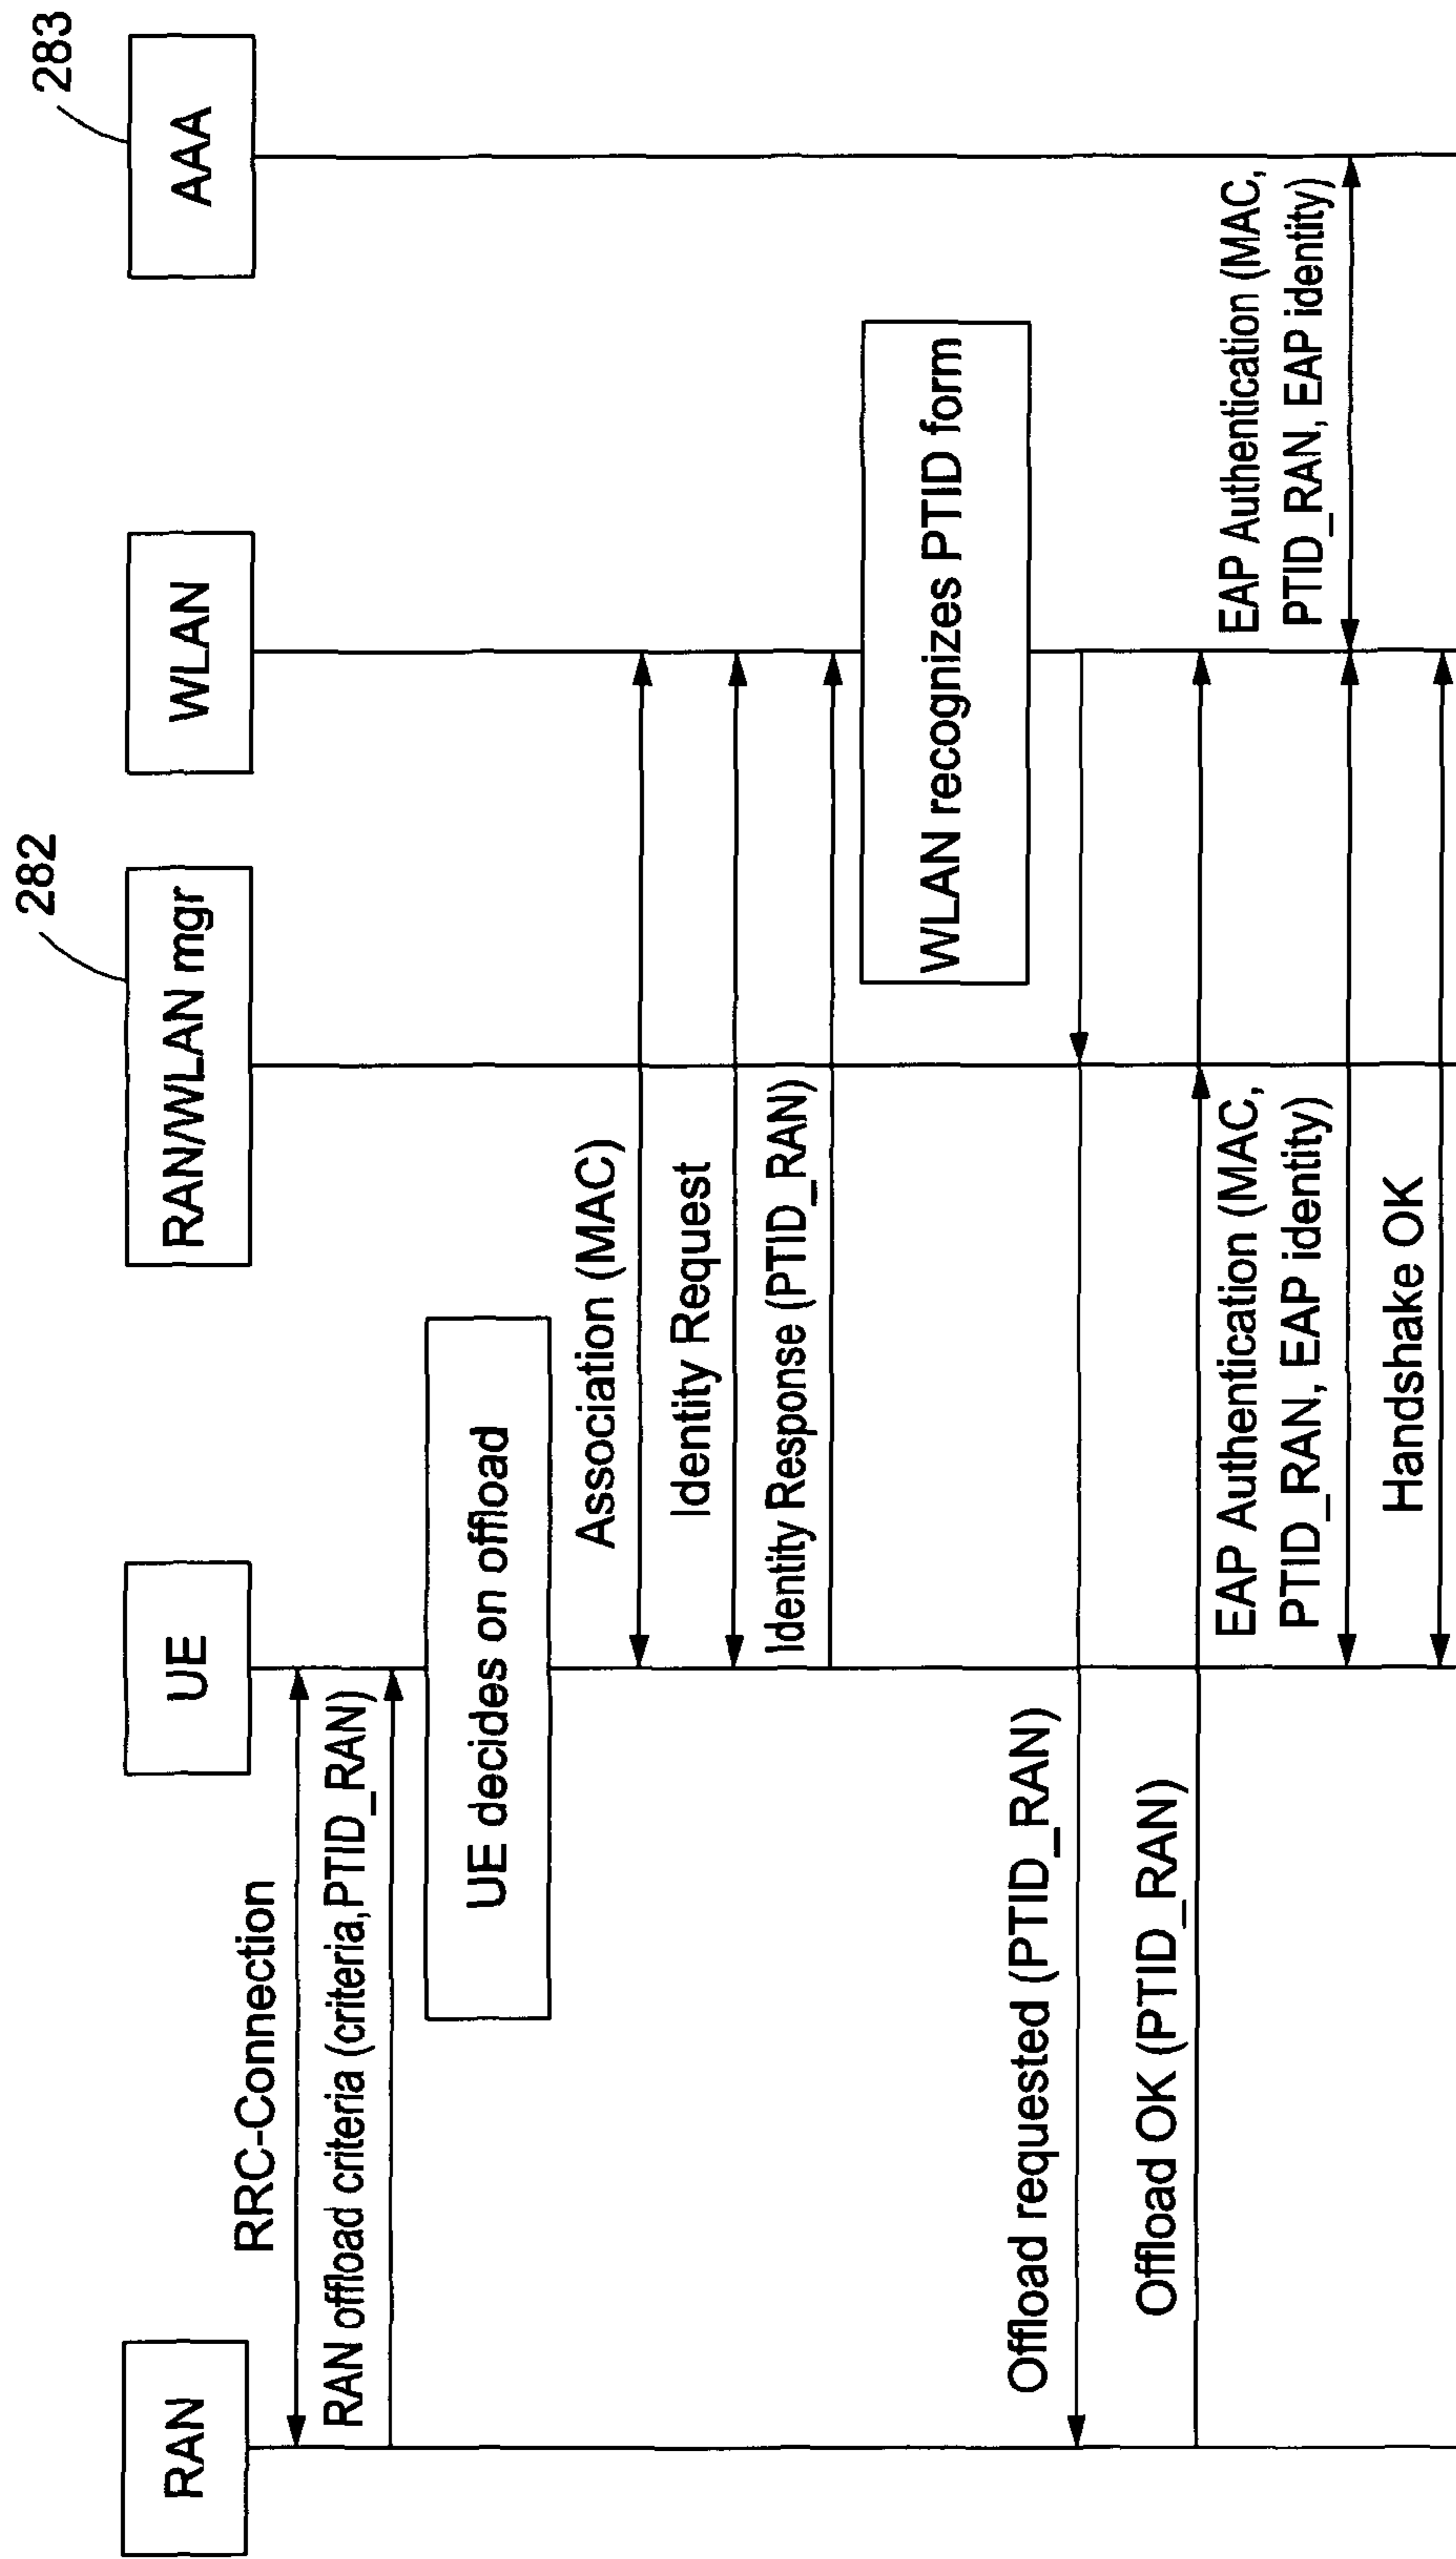 282
283
RAN
UE
RAN/WLAN mgr
WLAN
AAA
RRC-Connection
RAN offload criteria (criteria,PTID_RAN)
UE decides on offload
Association (MAC)
Identity Request
Identity Response (PTID_RAN)
WLAN recognizes PTID form
Offload requested (PTID_RAN)
Offload OK (PTID_RAN)
EAP Authentication (MAC,
PTID_RAN, EAP identity)
EAP Authentication (MAC,
PTID_RAN, EAP identity)
Handshake OK